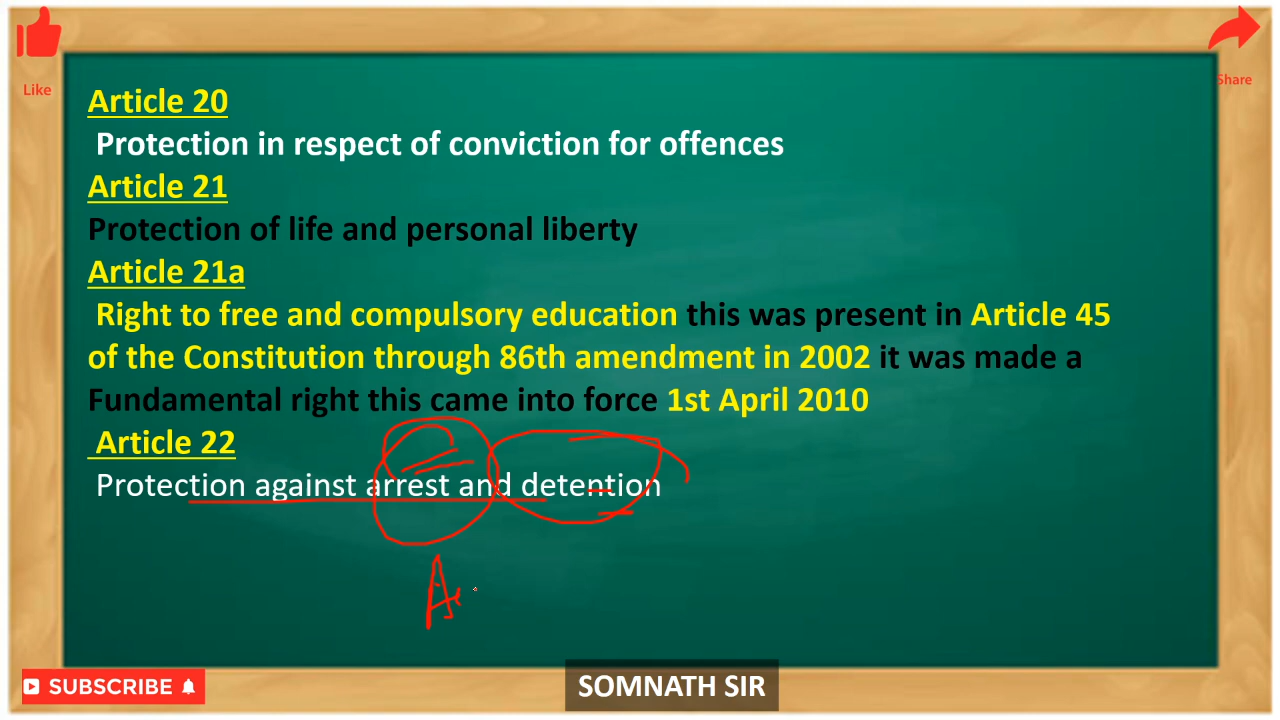 Like
Share
Article 20
Protection in respect of conviction for offences
Article 21
Protection of life and personal liberty
Article 21a
Right to free and compulsory education this was present in Article 45
of the Constitution through 86th amendment in 2002 it was made a
Fundamental right this came into force 1st April 2010
Article 22
Protection against arrest and detention
SUBSCRIBE
SOMNATH SIR